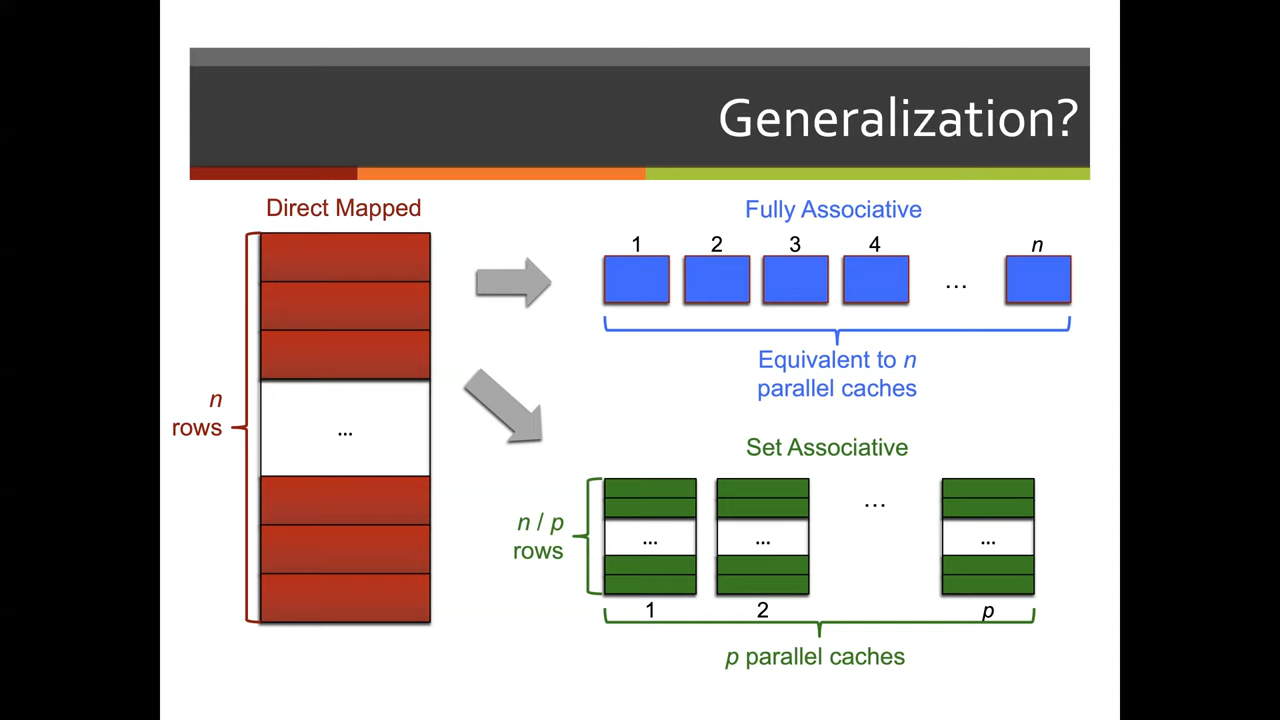 Generalization?
Direct Mapped
n
rows
...
Fully Associative
1 2 3 4 n
...
Equivalent to n
parallel caches
Set Associative
n / p
rows
...
... ... ...
1 2 p
p parallel caches